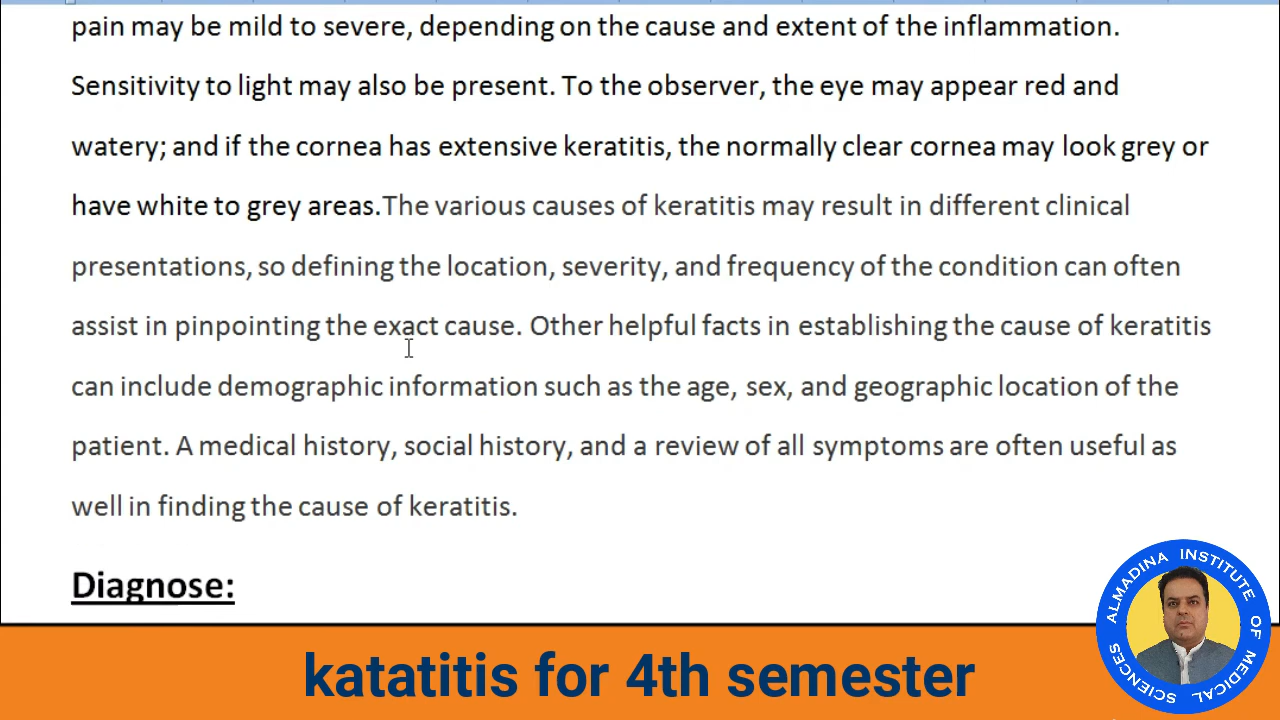 pain may be mild to severe, depending on the cause and extent of the inflammation.
Sensitivity to light may also be present. To the observer, the eye may appear red and
watery; and if the cornea has extensive keratitis, the normally clear cornea may look grey or
have white to grey areas.The various causes of keratitis may result in different clinical
presentations, so defining the location, severity, and frequency of the condition can often
assist in pinpointing the exact cause. Other helpful facts in establishing the cause of keratitis
can include demographic information such as the age, sex, and geographic location of the
patient. A medical history, social history, and a review of all symptoms are often useful as
well in finding the cause of keratitis.
Diagnose:
ALMADINA INSTITUTE OF MEDICAL SCIENCES
katatitis for 4th semester